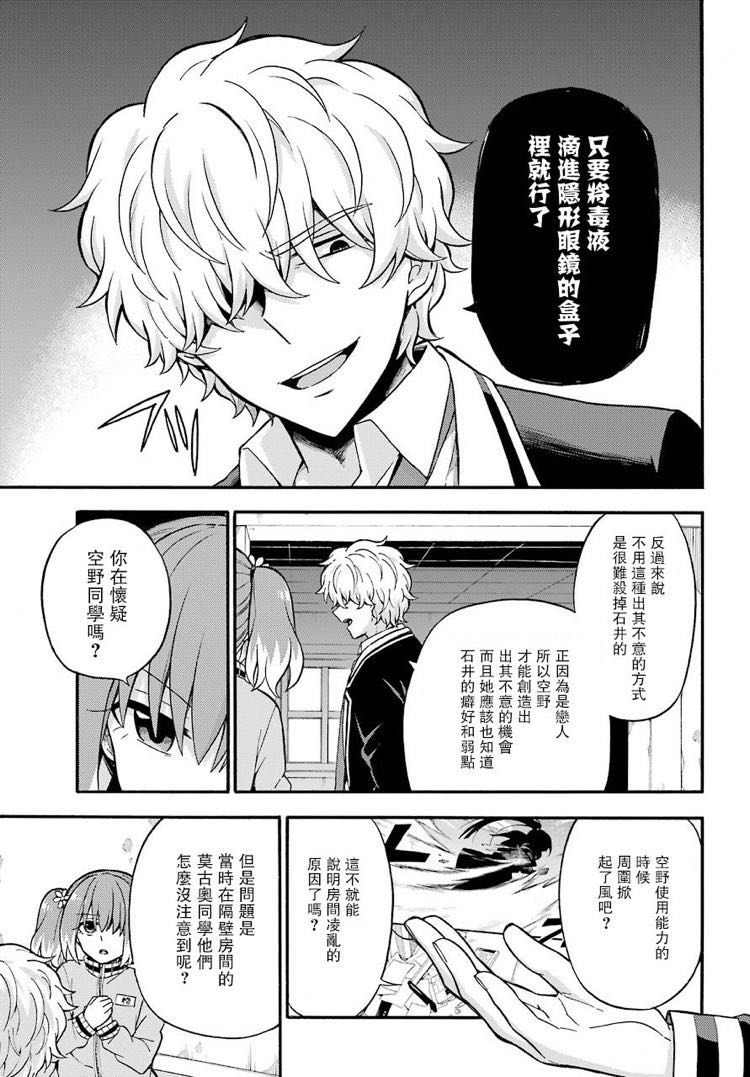 只要將毒液
滴進隱形眼鏡的盒子
裡就行了
反過來說
不用這種出其不意的方式
是很難殺掉石井的
正因為是戀人
所以空野
才能創造出
出其不意的機會
而且她應該也知道
石井的癖好和弱點
你在懷疑
空野同學嗎？
空野使用能力的
時候
周圍掀
起了風吧？
這不就能
說明房間凌亂的
原因了嗎？
但是問題是
當時在隔壁房間的
莫古奧同學他們
怎麼沒注意到呢？